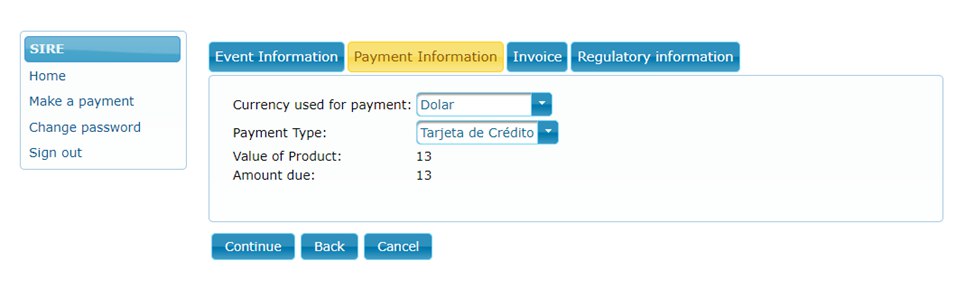 SIRE
Home
Make a payment
Change password
Sign out
Event Information
Payment Information
Invoice
Regulatory information
Currency used for payment: Dolar
Payment Type: Tarjeta de Crédito
Value of Product: 13
Amount due: 13
Continue
Back
Cancel